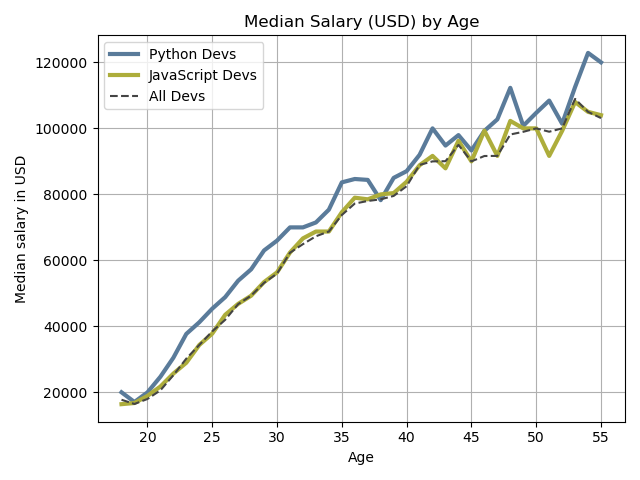 Median Salary (USD) by Age
Python Devs
JavaScript Devs
All Devs
120000
100000
80000
60000
40000
20000
Median salary in USD
20 25 30 35 40 45 50 55
Age